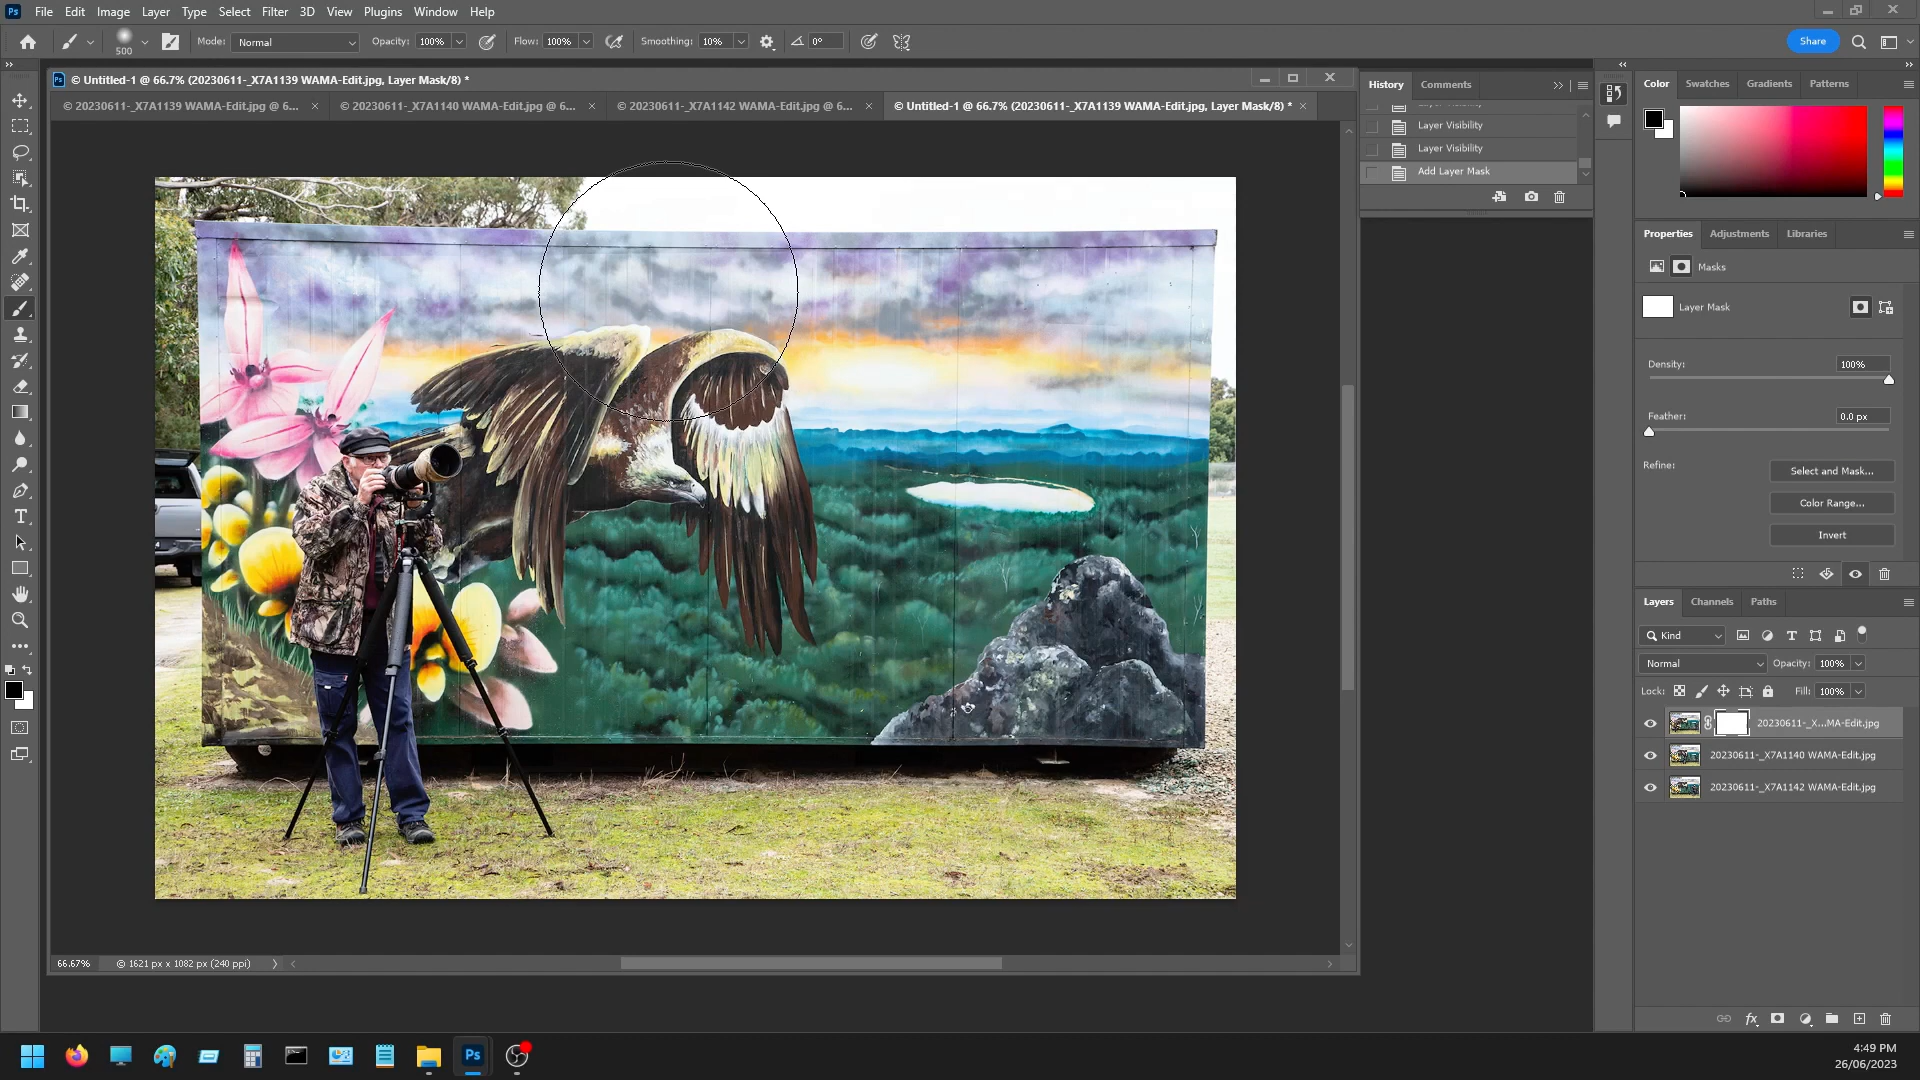 Ps File Edit Image Layer Type Select Filter 3D View Plugins Window Help
500 Mode: Normal Opacity: 100% Flow: 100% Smoothing: 10% 0° Share
© Untitled-1 @ 66.7% (20230611-_X7A1139 WAMA-Edit.jpg, Layer Mask/8) *
© 20230611-_X7A1139 WAMA-Edit.jpg @ 6... © 20230611-_X7A1140 WAMA-Edit.jpg @ 6... © 20230611-_X7A1142 WAMA-Edit.jpg @ 6... © Untitled-1 @ 66.7% (20230611-_X7A1139 WAMA-Edit.jpg, Layer Mask/8) *
66.67% © 1621 px x 1082 px (240 ppi)
History Comments
Layer Visibility
Layer Visibility
Layer Visibility
Add Layer Mask
Color Swatches Gradients Patterns
Properties Adjustments Libraries
Masks
Layer Mask
Density: 100%
Feather: 0.0 px
Refine: Select and Mask...
Color Range...
Invert
Layers Channels Paths
Kind
Normal Opacity: 100%
Lock: Fill: 100%
20230611-_X...MA-Edit.jpg
20230611-_X7A1140 WAMA-Edit.jpg
20230611-_X7A1142 WAMA-Edit.jpg
fx
Ps
4:49 PM
26/06/2023